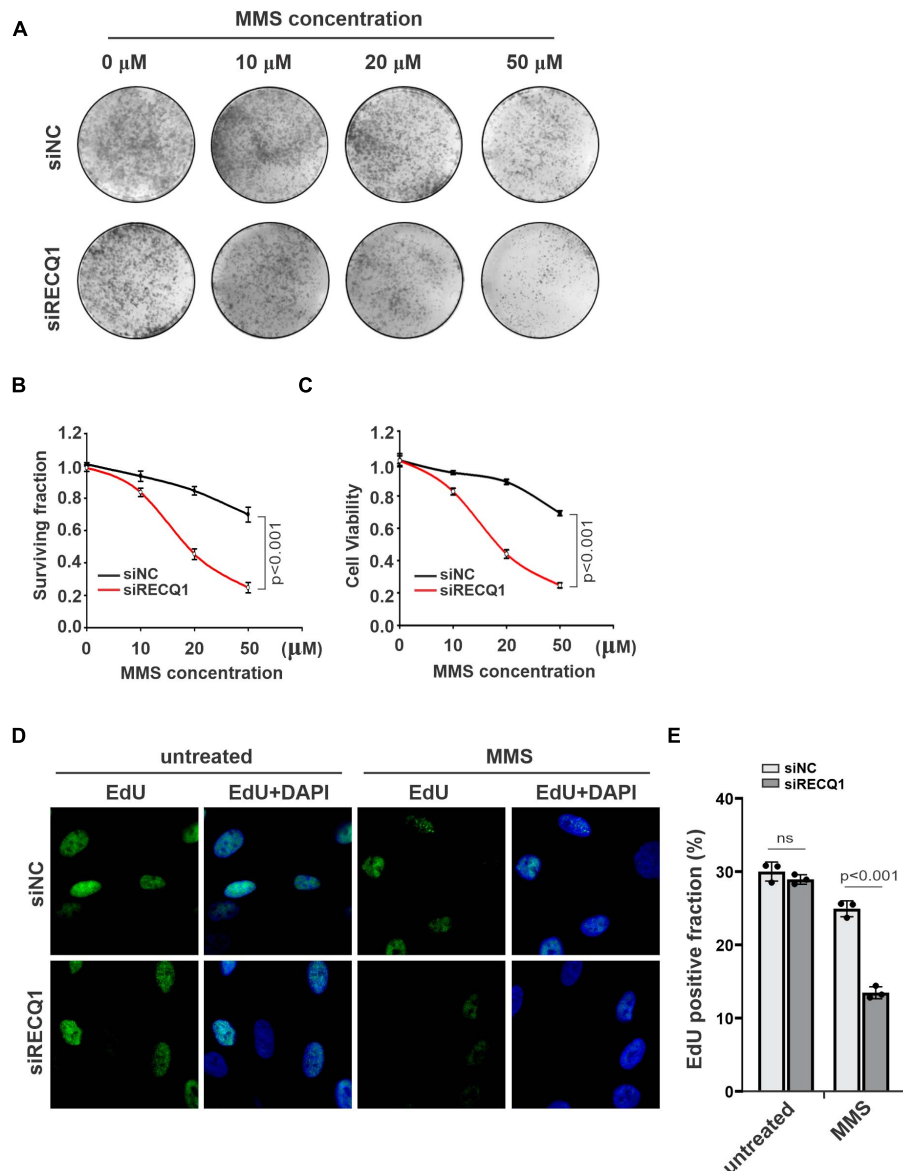 A
MMS concentration
0 μM 10 μM 20 μM 50 μM
siNC
siRECQ1
B
1.2
1.0
0.8
0.6
0.4
0.2
0.0
Surviving fraction
siNC
siRECQ1
p<0.001
0 10 20 50 (μM)
MMS concentration
C
1.2
1.0
0.8
0.6
0.4
0.2
0.0
Cell Viability
siNC
siRECQ1
p<0.001
0 10 20 50 (μM)
MMS concentration
D
untreated MMS
EdU EdU+DAPI EdU EdU+DAPI
siNC
siRECQ1
E
siNC
siRECQ1
40
30
20
10
0
EdU positive fraction (%)
ns
p<0.001
untreated
MMS